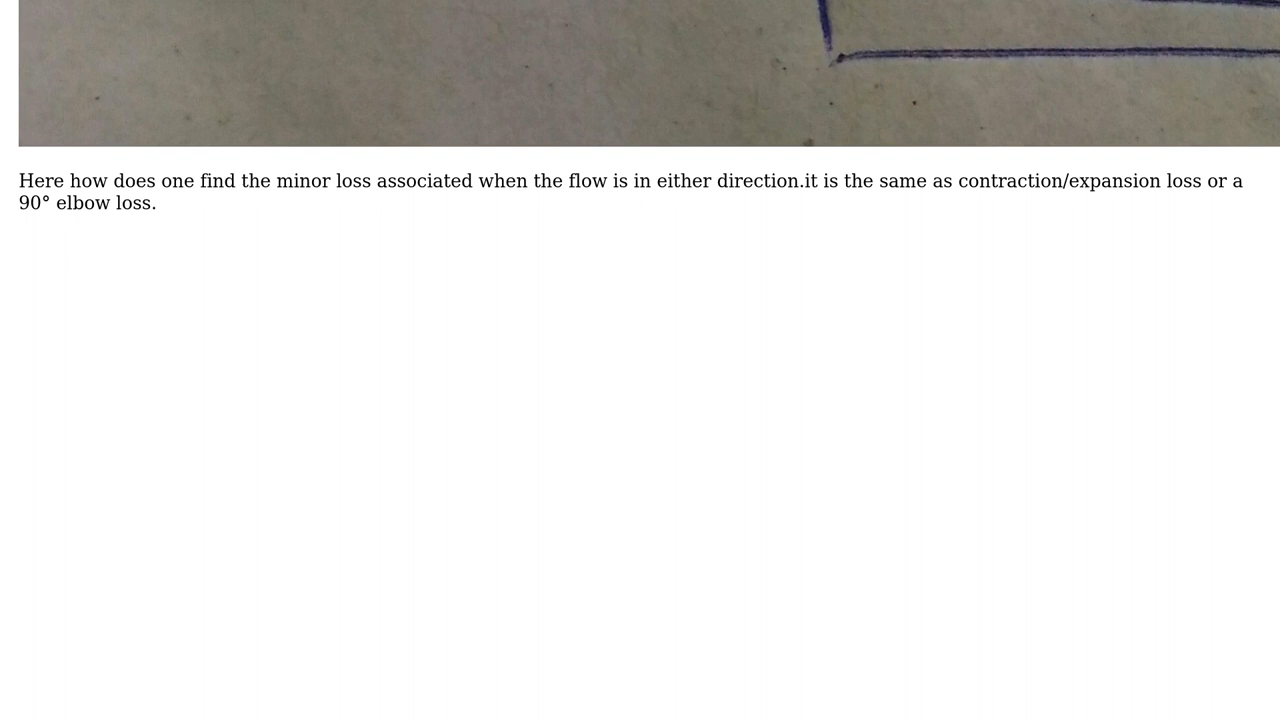 Here how does one find the minor loss associated when the flow is in either direction.it is the same as contraction/expansion loss or a
90° elbow loss.